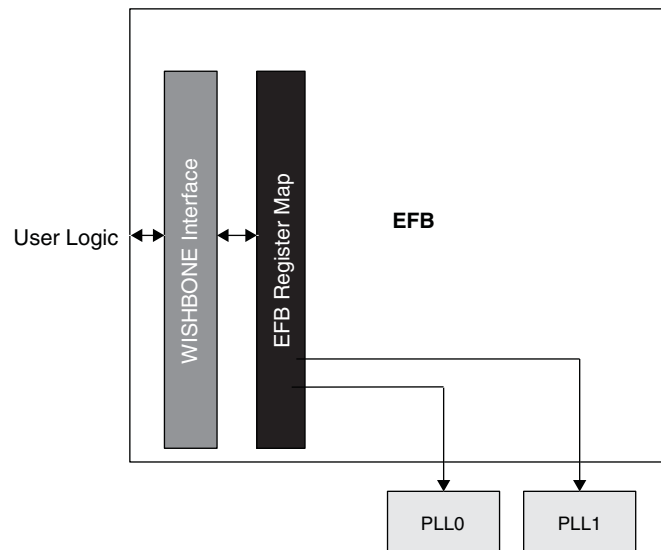 User Logic
WISHBONE Interface
EFB Register Map
EFB
PLL0
PLL1